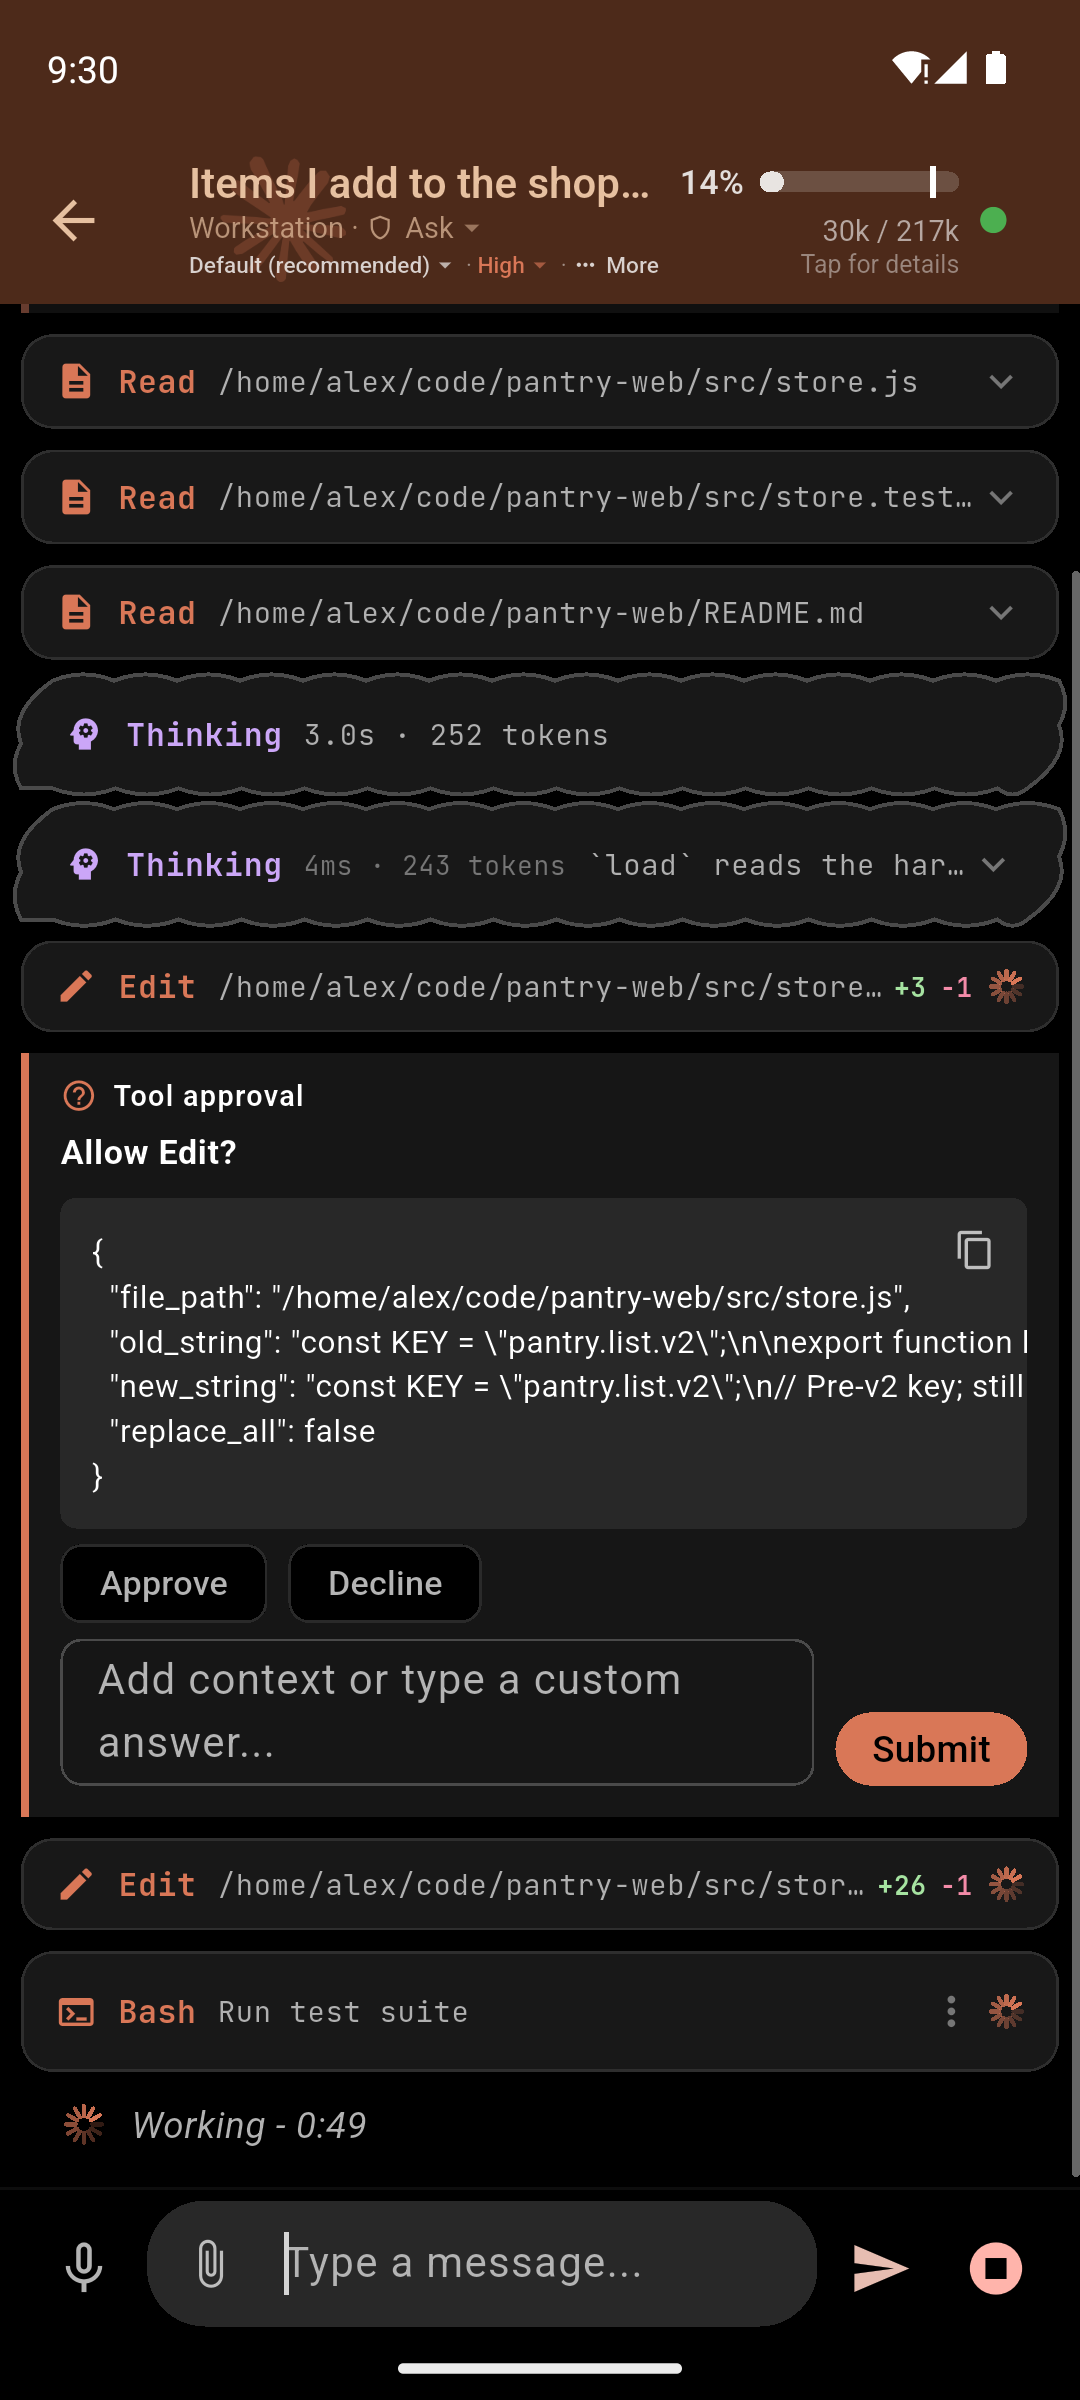 9:30
Items I add to the shop…
14%
Workstation · Ask
30k / 217k
Default (recommended) · High · ··· More
Tap for details
Read /home/alex/code/pantry-web/src/store.js
Read /home/alex/code/pantry-web/src/store.test…
Read /home/alex/code/pantry-web/README.md
Thinking 3.0s · 252 tokens
Thinking 4ms · 243 tokens `load` reads the har…
Edit /home/alex/code/pantry-web/src/store… +3 -1
Tool approval
Allow Edit?
{
"file_path": "/home/alex/code/pantry-web/src/store.js",
"old_string": "const KEY = \"pantry.list.v2\";\n\nexport function
"new_string": "const KEY = \"pantry.list.v2\";\n// Pre-v2 key; still
"replace_all": false
}
Approve
Decline
Add context or type a custom
answer...
Submit
Edit /home/alex/code/pantry-web/src/stor… +26 -1
Bash Run test suite
Working - 0:49
Type a message...